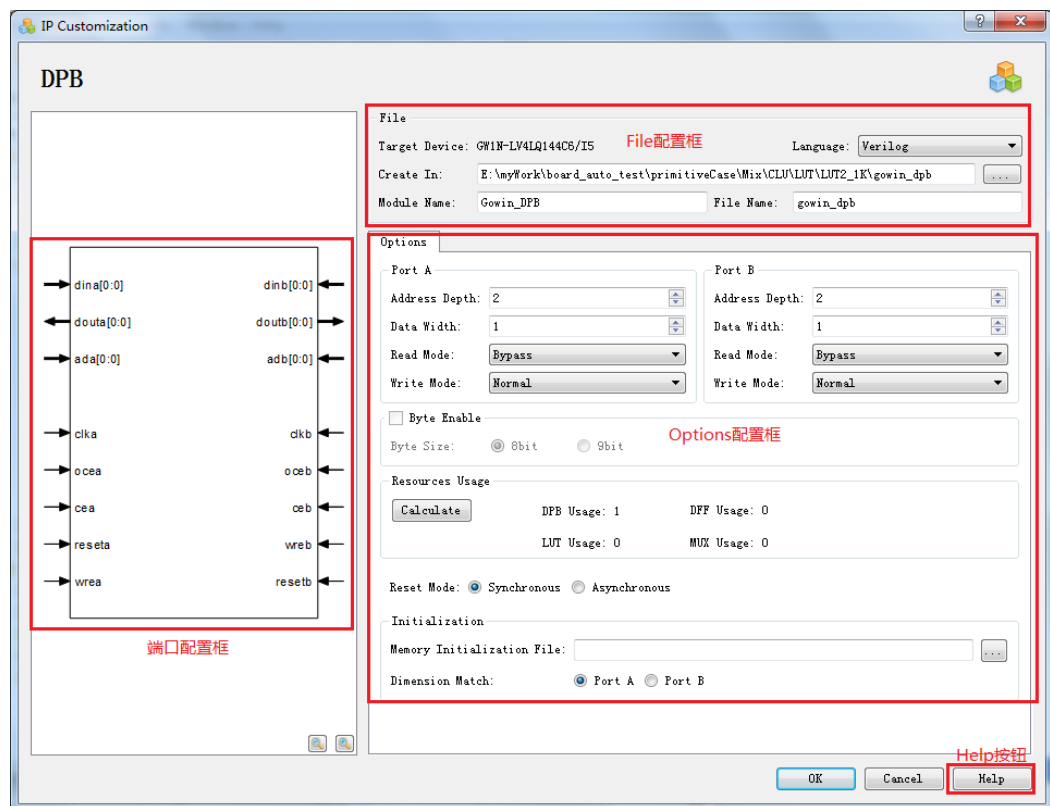 IP Customization
DPB
File
Target Device: GW1N-LV4LQ144C6/I5
File配置框
Language: Verilog
Create In: E:\myWork\board_auto_test\primitiveCase\Mix\CLU\LUT\LUT2_1K\gowin_dpb ...
Module Name: Gowin_DPB File Name: gowin_dpb
dina[0:0] dinb[0:0]
douta[0:0] doutb[0:0]
ada[0:0] adb[0:0]
clka clkb
ocea oceb
cea ceb
reseta wreb
wrea resetb
端口配置框
Options
Port A Port B
Address Depth: 2 Address Depth: 2
Data Width: 1 Data Width: 1
Read Mode: Bypass Read Mode: Bypass
Write Mode: Normal Write Mode: Normal
Byte Enable
Options配置框
Byte Size: 8bit 9bit
Resources Usage
Calculate DPB Usage: 1 DFF Usage: 0
LUT Usage: 0 MUX Usage: 0
Reset Mode: Synchronous Asynchronous
Initialization
Memory Initialization File: ...
Dimension Match: Port A Port B
Help按钮
OK Cancel Help